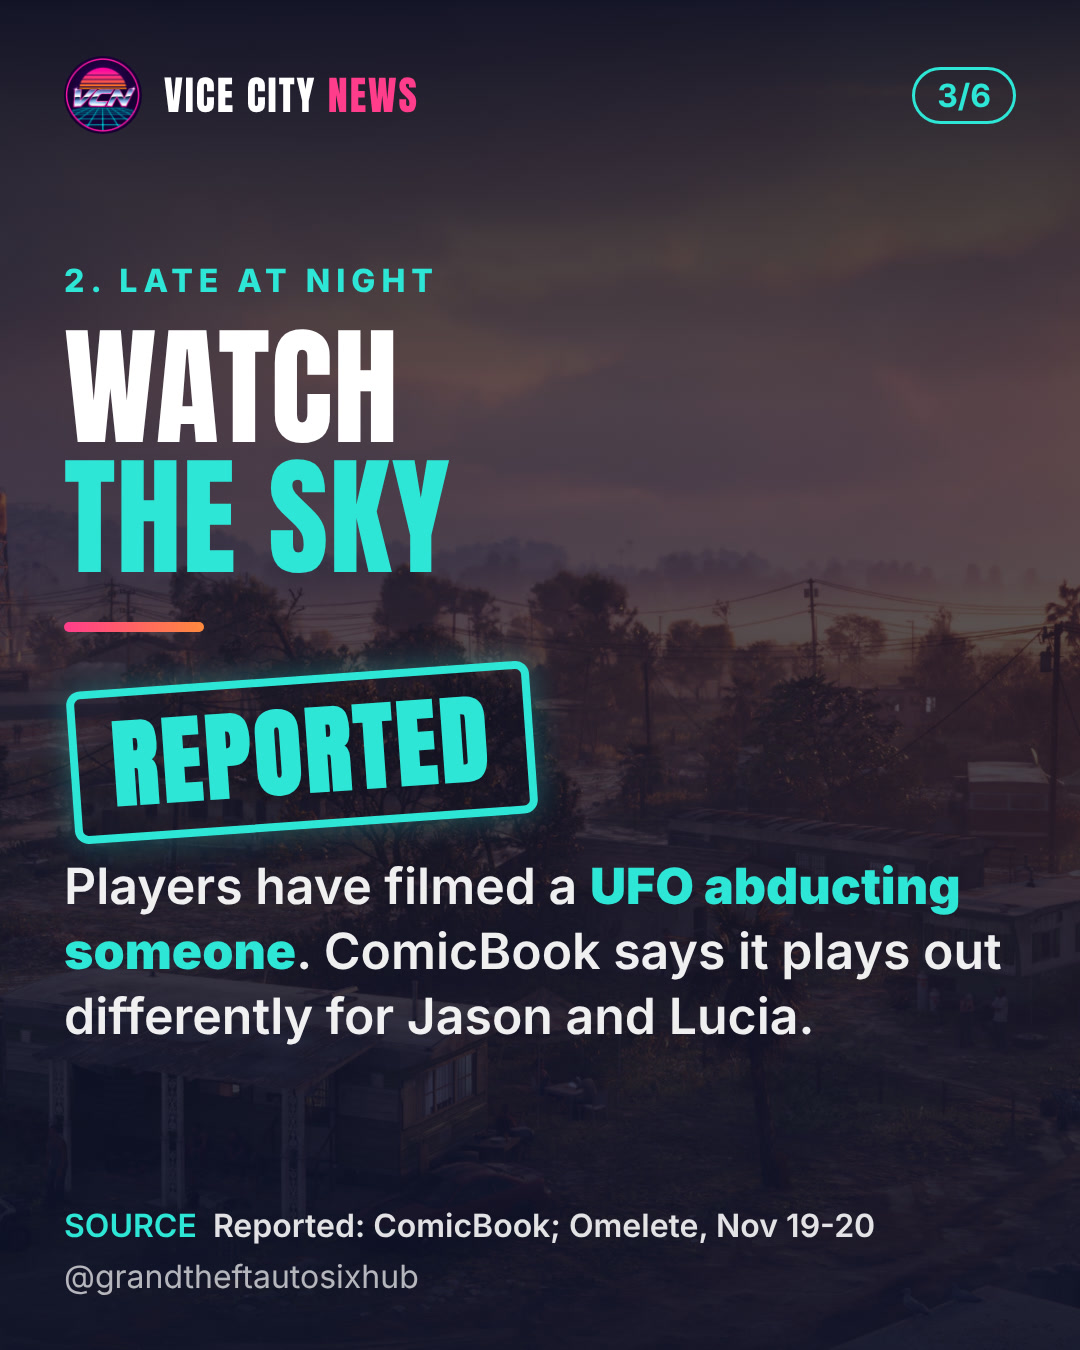 VCN
VICE CITY NEWS
3/6
2. LATE AT NIGHT
WATCH
THE SKY
REPORTED
Players have filmed a UFO abducting
someone. ComicBook says it plays out
differently for Jason and Lucia.
SOURCE Reported: ComicBook; Omelete, Nov 19-20
@grandtheftautosixhub